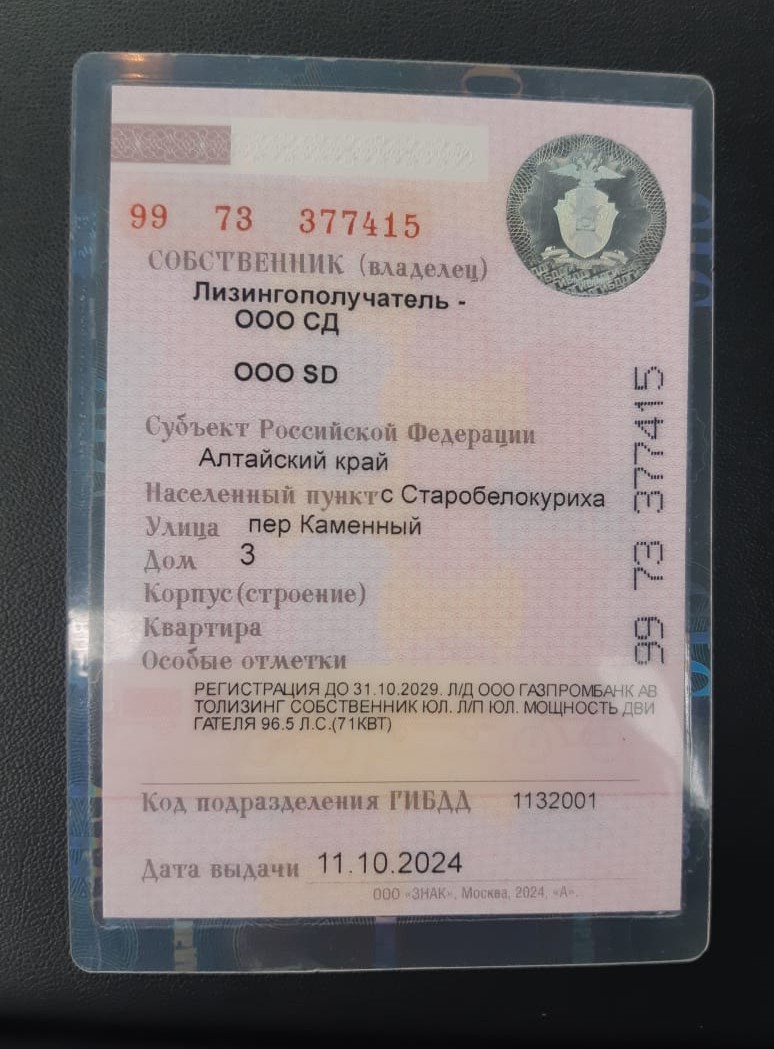 99 73 377415
СОБСТВЕННИК (владелец)
Лизингополучатель -
ООО СД
ООО SD
Субъект Российской Федерации
Алтайский край
Населенный пункт с Старобелокуриха
Улица пер Каменный
Дом 3
Корпус (строение)
Квартира
Особые отметки
РЕГИСТРАЦИЯ ДО 31.10.2029. Л/Д ООО ГАЗПРОМБАНК АВ
ТОЛИЗИНГ СОБСТВЕННИК ЮЛ. Л/П ЮЛ. МОЩНОСТЬ ДВИ
ГАТЕЛЯ 96.5 Л.С.(71КВТ)
Код подразделения ГИБДД 1132001
Дата выдачи 11.10.2024
ООО «ЗНАК», Москва, 2024, «А».
99 73 377415